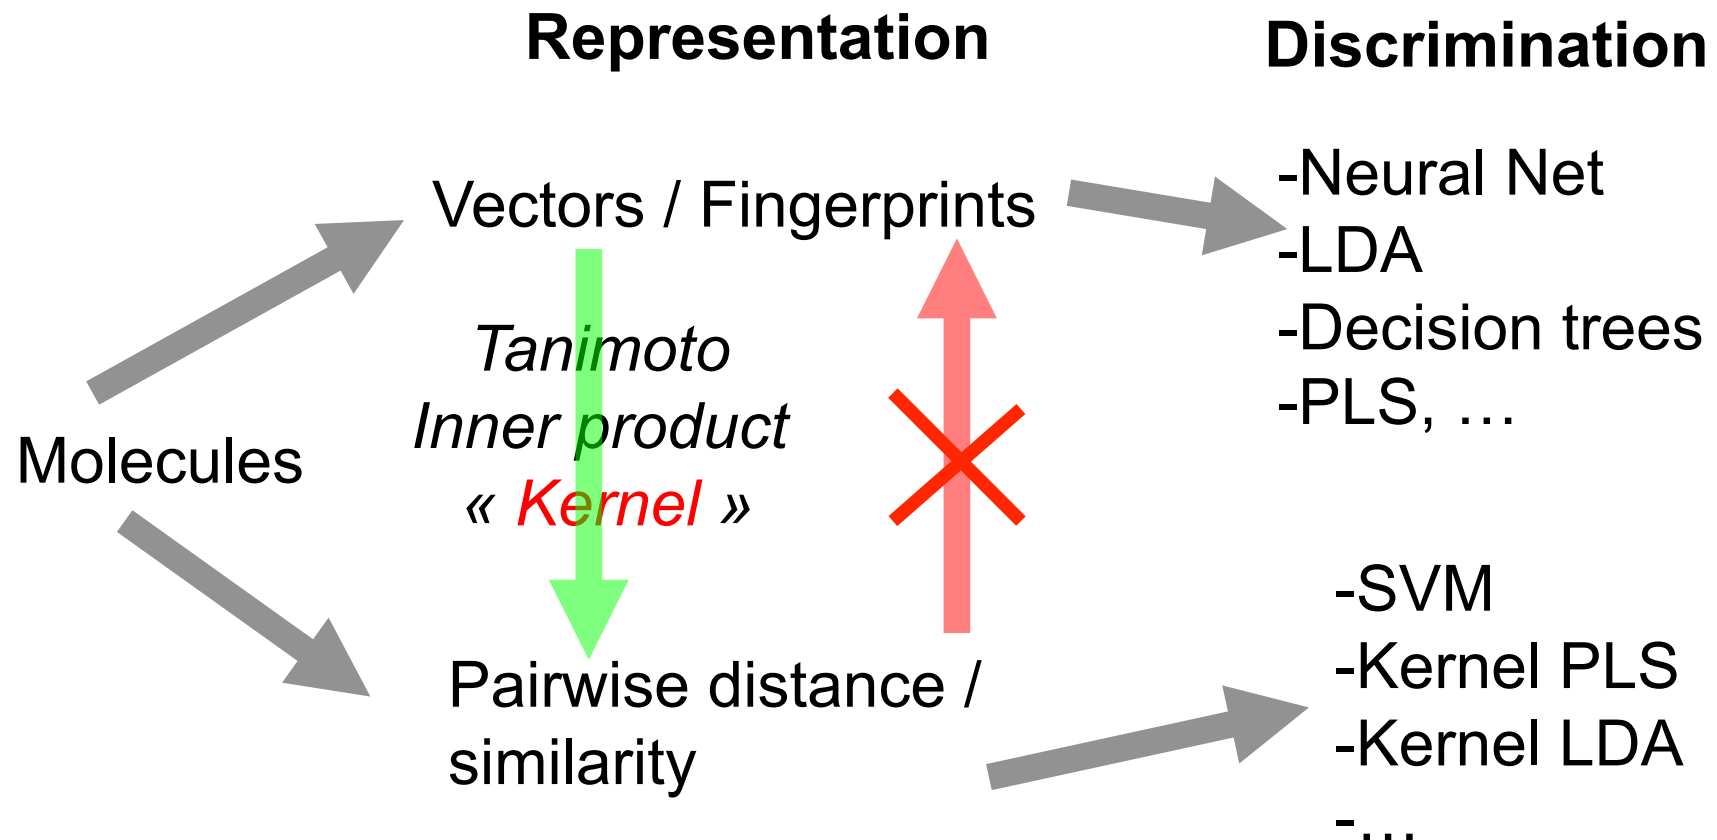 Representation
Discrimination
Vectors / Fingerprints
-Neural Net
-LDA
-Decision trees
-PLS, …
Tanimoto
Inner product
« Kernel »
Molecules
Pairwise distance /
similarity
-SVM
-Kernel PLS
-Kernel LDA
-…